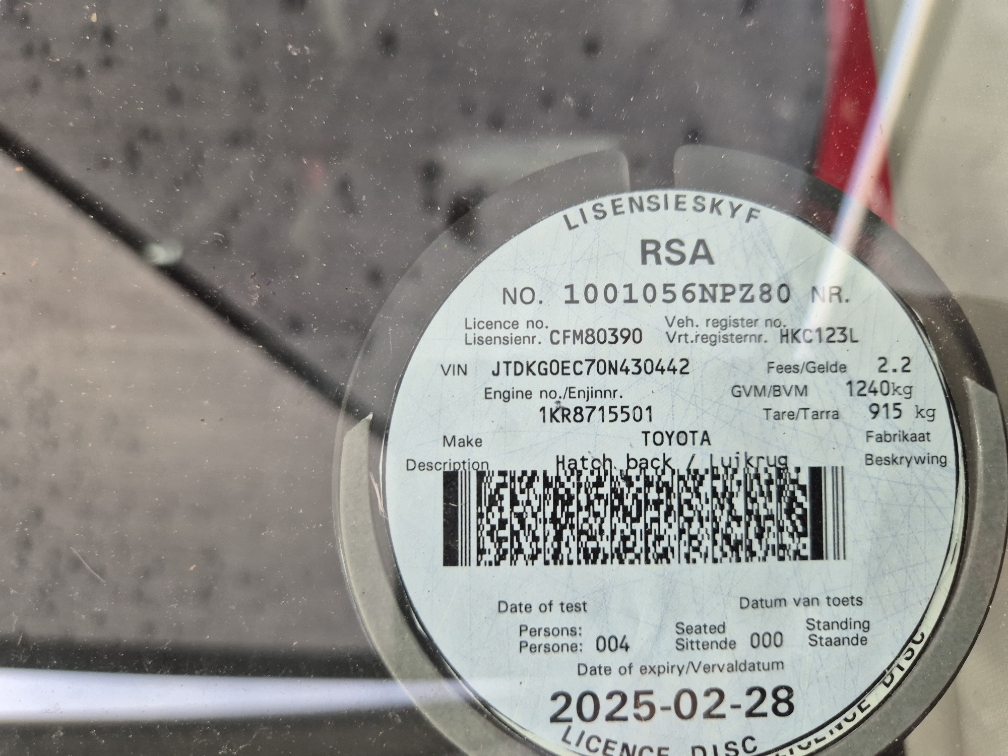 LISENSIESKYF
RSA
NO. 1001056NPZ80 NR.
Licence no. Veh. register no.
Lisensienr. CFM80390 Vrt.registernr. HKC123L
VIN JTDKG0EC70N430442 Fees/Gelde 2.2
Engine no./Enjinnr. GVM/BVM 1240kg
1KR8715501 Tare/Tarra 915 kg
Make TOYOTA Fabrikaat
Description Hatch back / Luikrug Beskrywing
Date of test Datum van toets
Persons: Seated Standing
Persone: 004 Sittende 000 Staande
Date of expiry/Vervaldatum
2025-02-28
LICENCE DISC LICENCE DISC